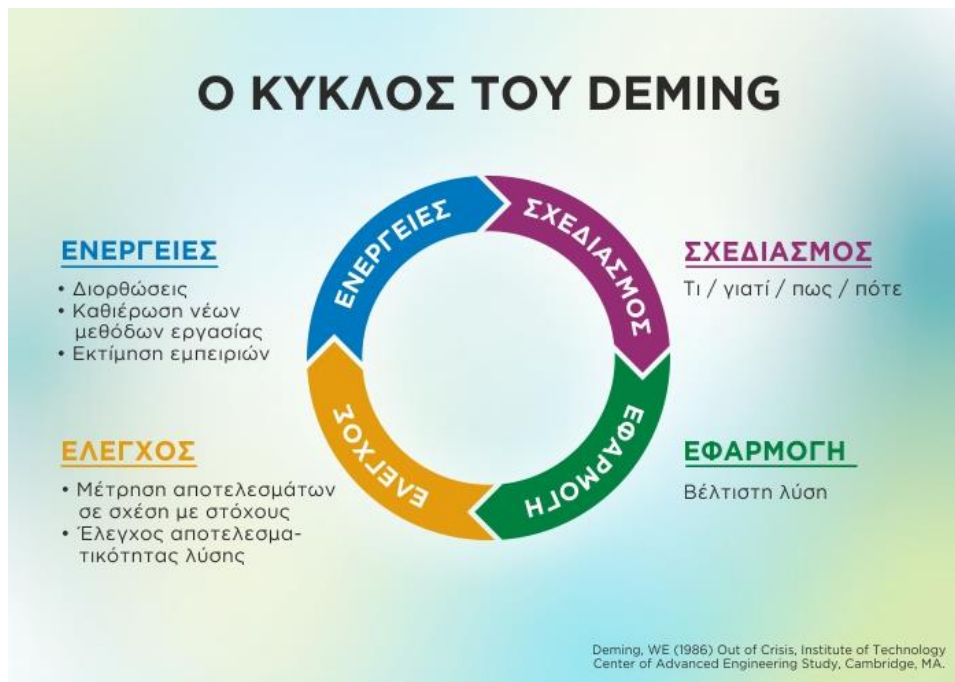 Ο ΚΥΚΛΟΣ ΤΟΥ DEMING
ΕΝΕΡΓΕΙΕΣ
• Διορθώσεις
• Καθιέρωση νέων
μεθόδων εργασίας
• Εκτίμηση εμπειριών
ΕΛΕΓΧΟΣ
• Μέτρηση αποτελεσμάτων
σε σχέση με στόχους
• Έλεγχος αποτελεσμα-
τικότητας λύσης
ΕΝΕΡΓΕΙΕΣ
ΣΧΕΔΙΑΣΜΟΣ
ΕΦΑΡΜΟΓΗ
ΕΛΕΓΧΟΣ
ΣΧΕΔΙΑΣΜΟΣ
Τι / γιατί / πως / πότε
ΕΦΑΡΜΟΓΗ
Βέλτιστη λύση
Deming, WE (1986) Out of Crisis, Institute of Technology
Center of Advanced Engineering Study, Cambridge, MA.